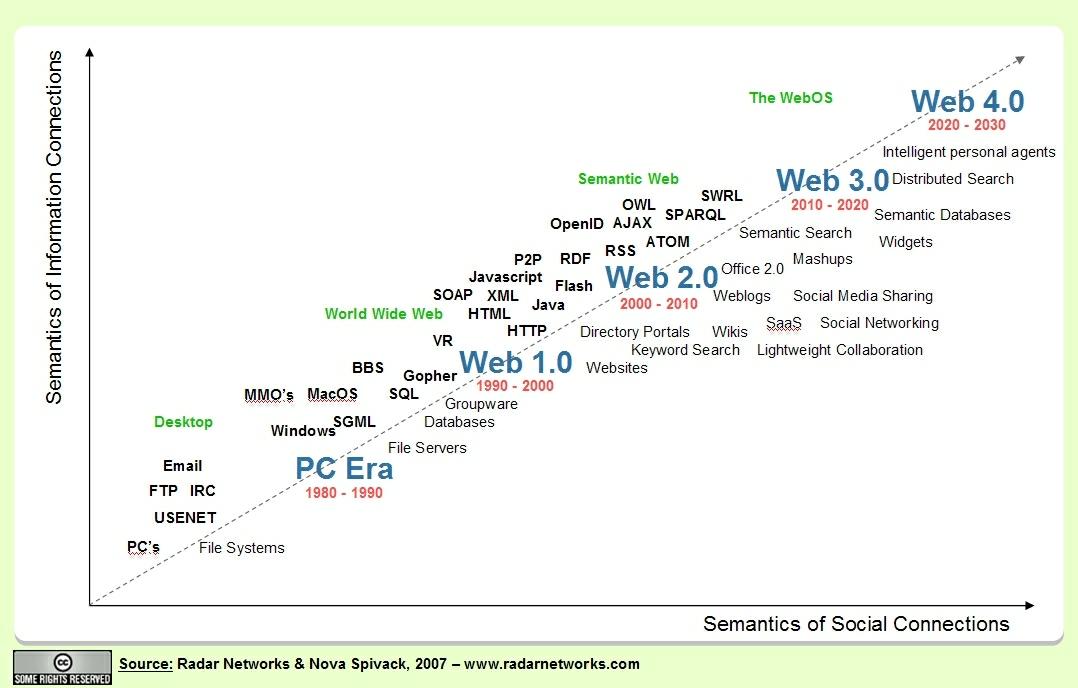 Semantics of Information Connections
The WebOS
Web 4.0
2020 - 2030
Intelligent personal agents
Semantic Web
Web 3.0
Distributed Search
2010 - 2020
SWRL
OWL
SPARQL
Semantic Databases
OpenID
AJAX
Semantic Search
Widgets
ATOM
RSS
P2P
RDF
Mashups
Javascript
Web 2.0
Office 2.0
Flash
SOAP
XML
2000 - 2010
Weblogs
Social Media Sharing
Java
World Wide Web
HTML
HTTP
Directory Portals
Wikis
SaaS
Social Networking
VR
Keyword Search
Lightweight Collaboration
Web 1.0
Websites
BBS
Gopher
1990 - 2000
MMO's
MacOS
SQL
Groupware
Desktop
SGML
Databases
Windows
File Servers
Email
PC Era
1980 - 1990
FTP
IRC
USENET
PC's
File Systems
Semantics of Social Connections
cc
SOME RIGHTS RESERVED
Source: Radar Networks & Nova Spivack, 2007 – www.radarnetworks.com